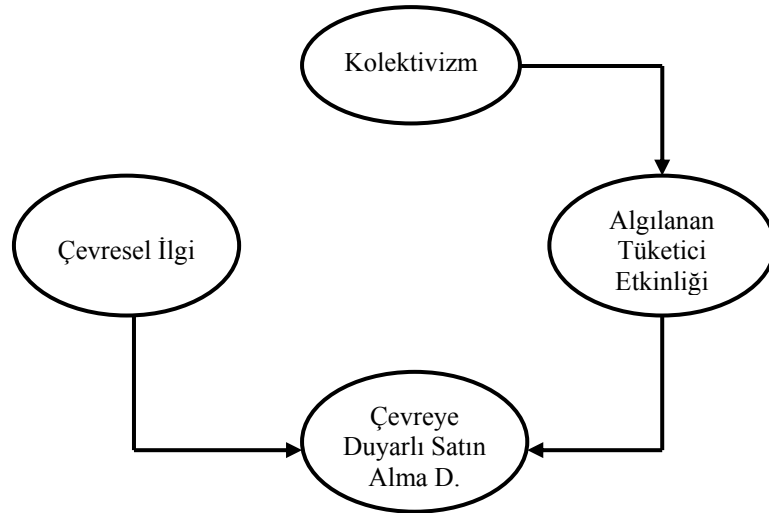 Kolektivizm
Çevresel İlgi
Algılanan
Tüketici
Etkinliği
Çevreye
Duyarlı Satın
Alma D.